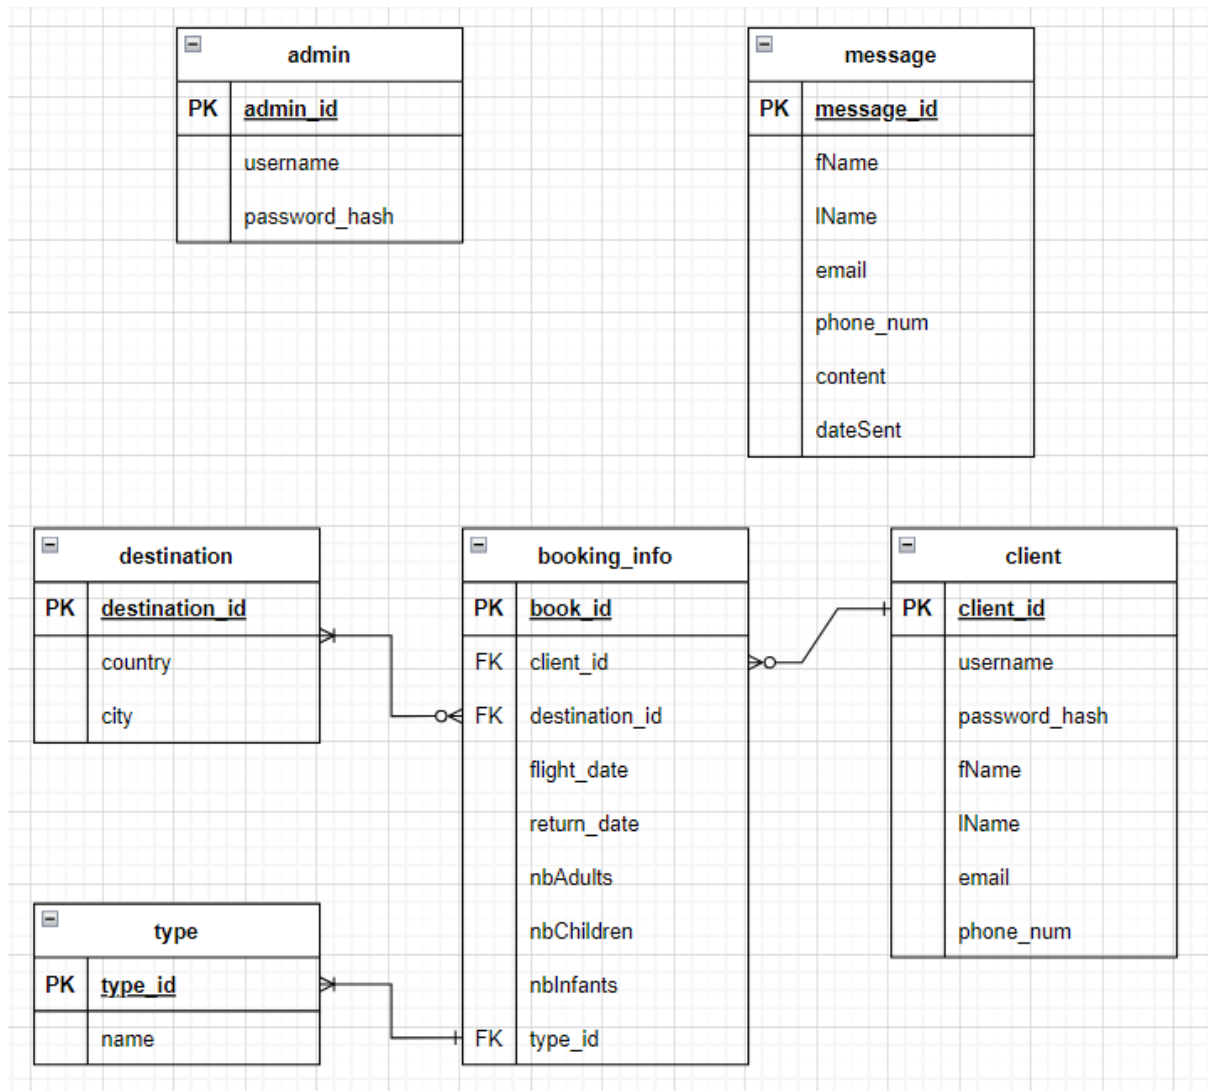 admin
PK admin_id
username
password_hash
message
PK message_id
fName
lName
email
phone_num
content
dateSent
destination
PK destination_id
country
city
booking_info
PK book_id
FK client_id
FK destination_id
flight_date
return_date
nbAdults
nbChildren
nbInfants
FK type_id
client
PK client_id
username
password_hash
fName
lName
email
phone_num
type
PK type_id
name